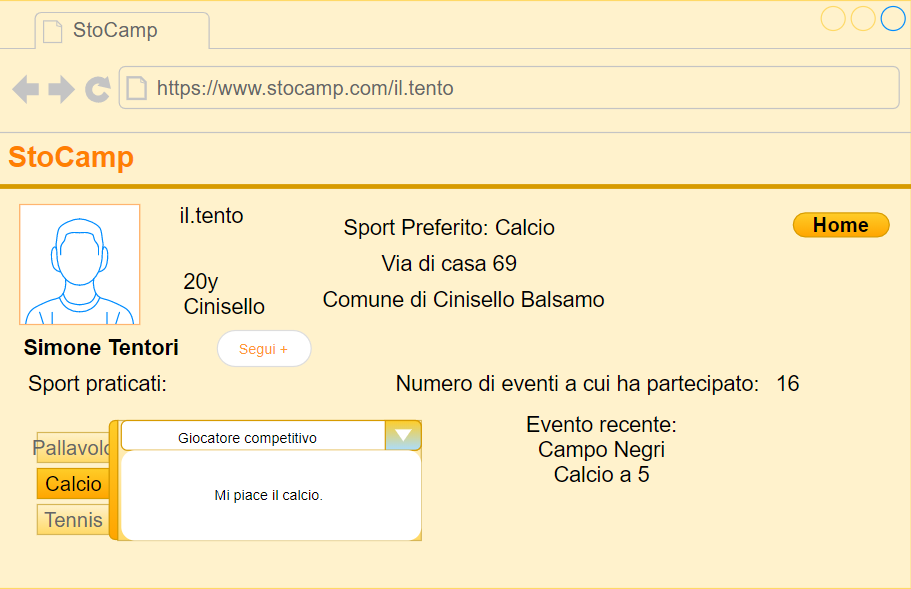 StoCamp
https://www.stocamp.com/il.tento
StoCamp
il.tento
20y
Cinisello
Sport Preferito: Calcio
Via di casa 69
Comune di Cinisello Balsamo
Home
Simone Tentori
Segui +
Sport praticati:
Numero di eventi a cui ha partecipato: 16
Pallavolo
Calcio
Tennis
Giocatore competitivo
Mi piace il calcio.
Evento recente:
Campo Negri
Calcio a 5